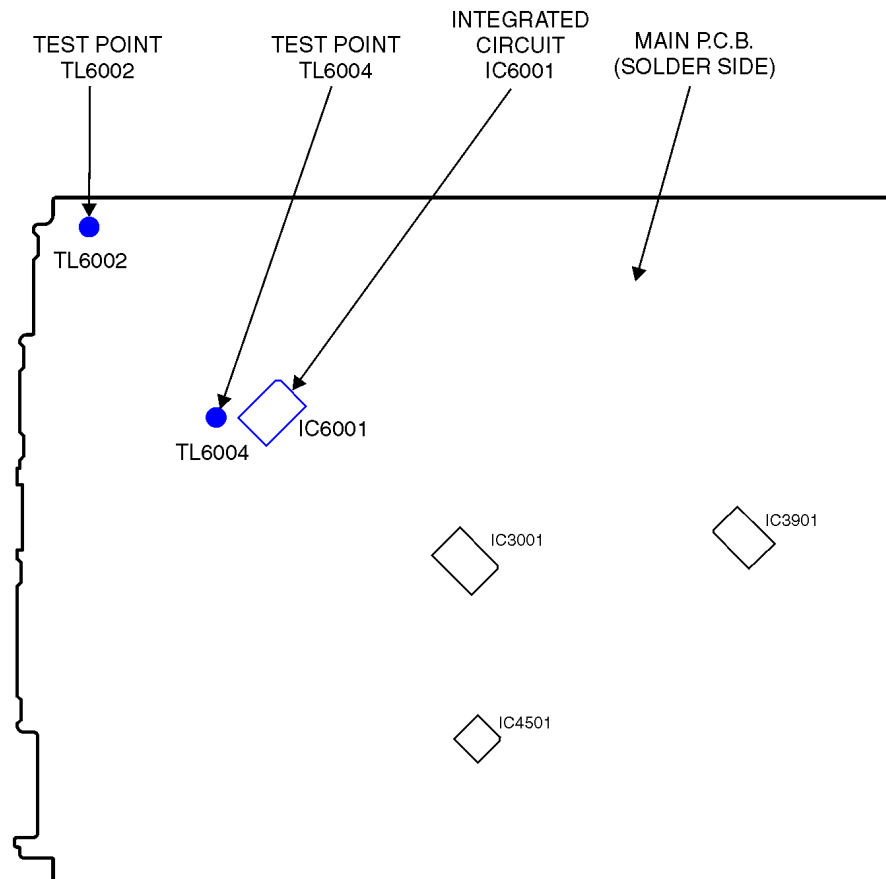 TEST POINT
TL6002
TEST POINT
TL6004
INTEGRATED
CIRCUIT
IC6001
MAIN P.C.B.
(SOLDER SIDE)
TL6002
TL6004
IC6001
IC3001
IC3901
IC4501